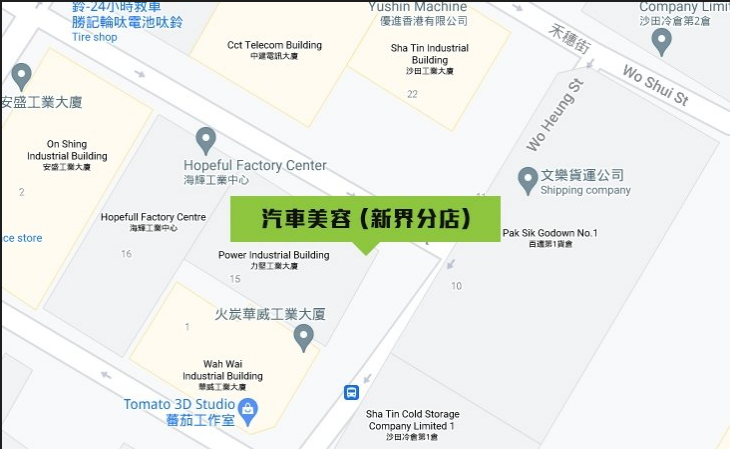 鈴-24小時救車
勝記輪呔電池呔鈴
Tire shop
Yushin Machine
優進香港有限公司
Company Limit
沙田冷倉第2倉
Cct Telecom Building
中建電訊大廈
Sha Tin Industrial
Building
沙田工業大廈
22
禾穗街
Wo Shui St
Wo Heung St
安盛工業大廈
On Shing
Industrial Building
安盛工業大廈
2
Hopeful Factory Center
海輝工業中心
文樂貨運公司
Shipping company
汽車美容 (新界分店)
Hopefull Factory Centre
海輝工業中心
16
nce store
Pak Sik Godown No.1
百適第1貨倉
Power Industrial Building
力堅工業大廈
15
10
火炭華威工業大廈
1
Wah Wai
Industrial Building
華威工業大廈
Tomato 3D Studio
蕃茄工作室
Sha Tin Cold Storage
Company Limited 1
沙田冷倉第1倉